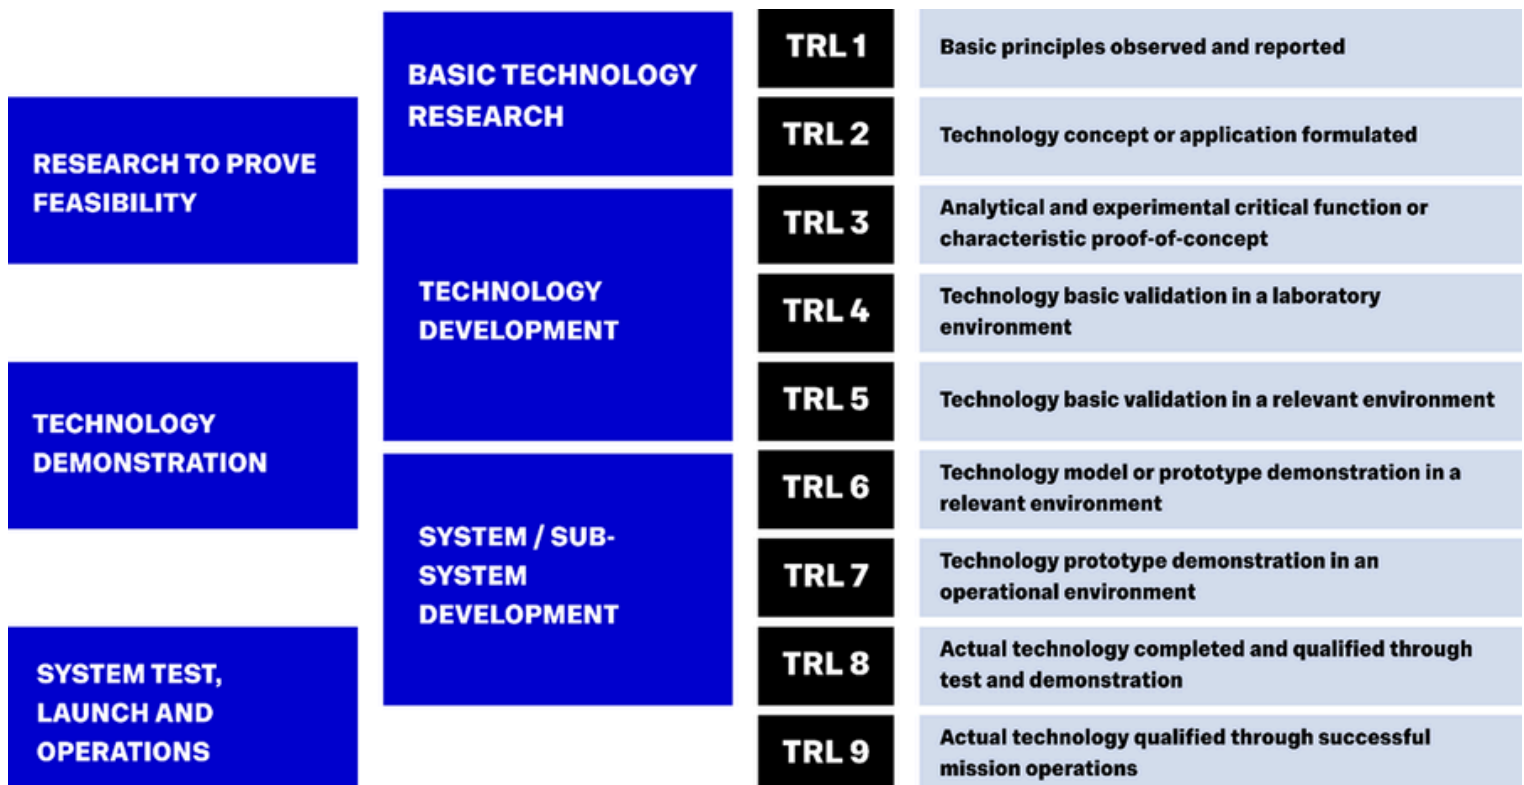 RESEARCH TO PROVE
FEASIBILITY
TECHNOLOGY
DEMONSTRATION
SYSTEM TEST,
LAUNCH AND
OPERATIONS
BASIC TECHNOLOGY
RESEARCH
TECHNOLOGY
DEVELOPMENT
SYSTEM / SUB-
SYSTEM
DEVELOPMENT
TRL 1
Basic principles observed and reported
TRL 2
Technology concept or application formulated
TRL 3
Analytical and experimental critical function or
characteristic proof-of-concept
TRL 4
Technology basic validation in a laboratory
environment
TRL 5
Technology basic validation in a relevant environment
TRL 6
Technology model or prototype demonstration in a
relevant environment
TRL 7
Technology prototype demonstration in an
operational environment
TRL 8
Actual technology completed and qualified through
test and demonstration
TRL 9
Actual technology qualified through successful
mission operations